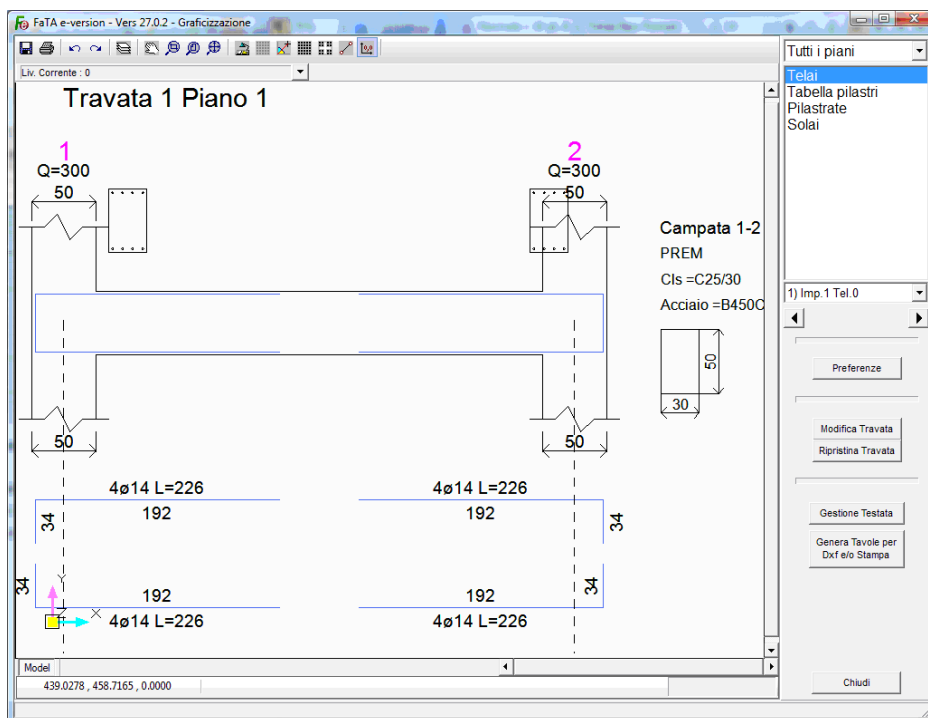 FaTA e-version - Vers 27.0.2 - Graficizzazione
Liv. Corrente : 0
Tutti i piani
Telai
Tabella pilastri
Pilastrate
Solai
1) Imp.1 Tel.0
Preferenze
Modifica Travata
Ripristina Travata
Gestione Testata
Genera Tavole per
Dxf e/o Stampa
Chiudi
Travata 1 Piano 1
1
2
Q=300
Q=300
50
50
Campata 1-2
PREM
Cls =C25/30
Acciaio =B450C
50
30
50
50
4ø14 L=226
4ø14 L=226
192
192
34
34
34
34
192
192
4ø14 L=226
4ø14 L=226
Y
Z
X
Model
439.0278 , 458.7165 , 0.0000